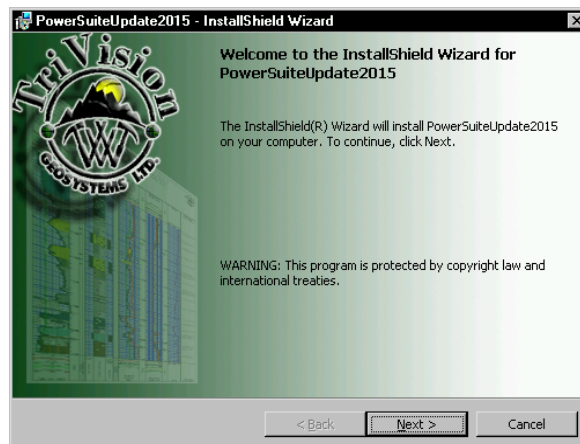 PowerSuiteUpdate2015 - InstallShield Wizard
TriVision
GEOSYSTEMS LTD.
Welcome to the InstallShield Wizard for
PowerSuiteUpdate2015
The InstallShield(R) Wizard will install PowerSuiteUpdate2015
on your computer. To continue, click Next.
WARNING: This program is protected by copyright law and
international treaties.
< Back
Next >
Cancel